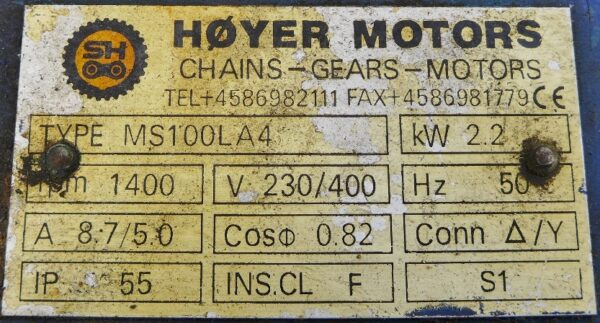 SH
HØYER MOTORS
CHAINS-GEARS-MOTORS
TEL+4586982111 FAX+4586981779 CE
TYPE MS100LA4 kW 2.2
rpm 1400 V 230/400 Hz 50
A 8.7/5.0 CosΦ 0.82 Conn Δ/Y
IP 55 INS.CL F S1